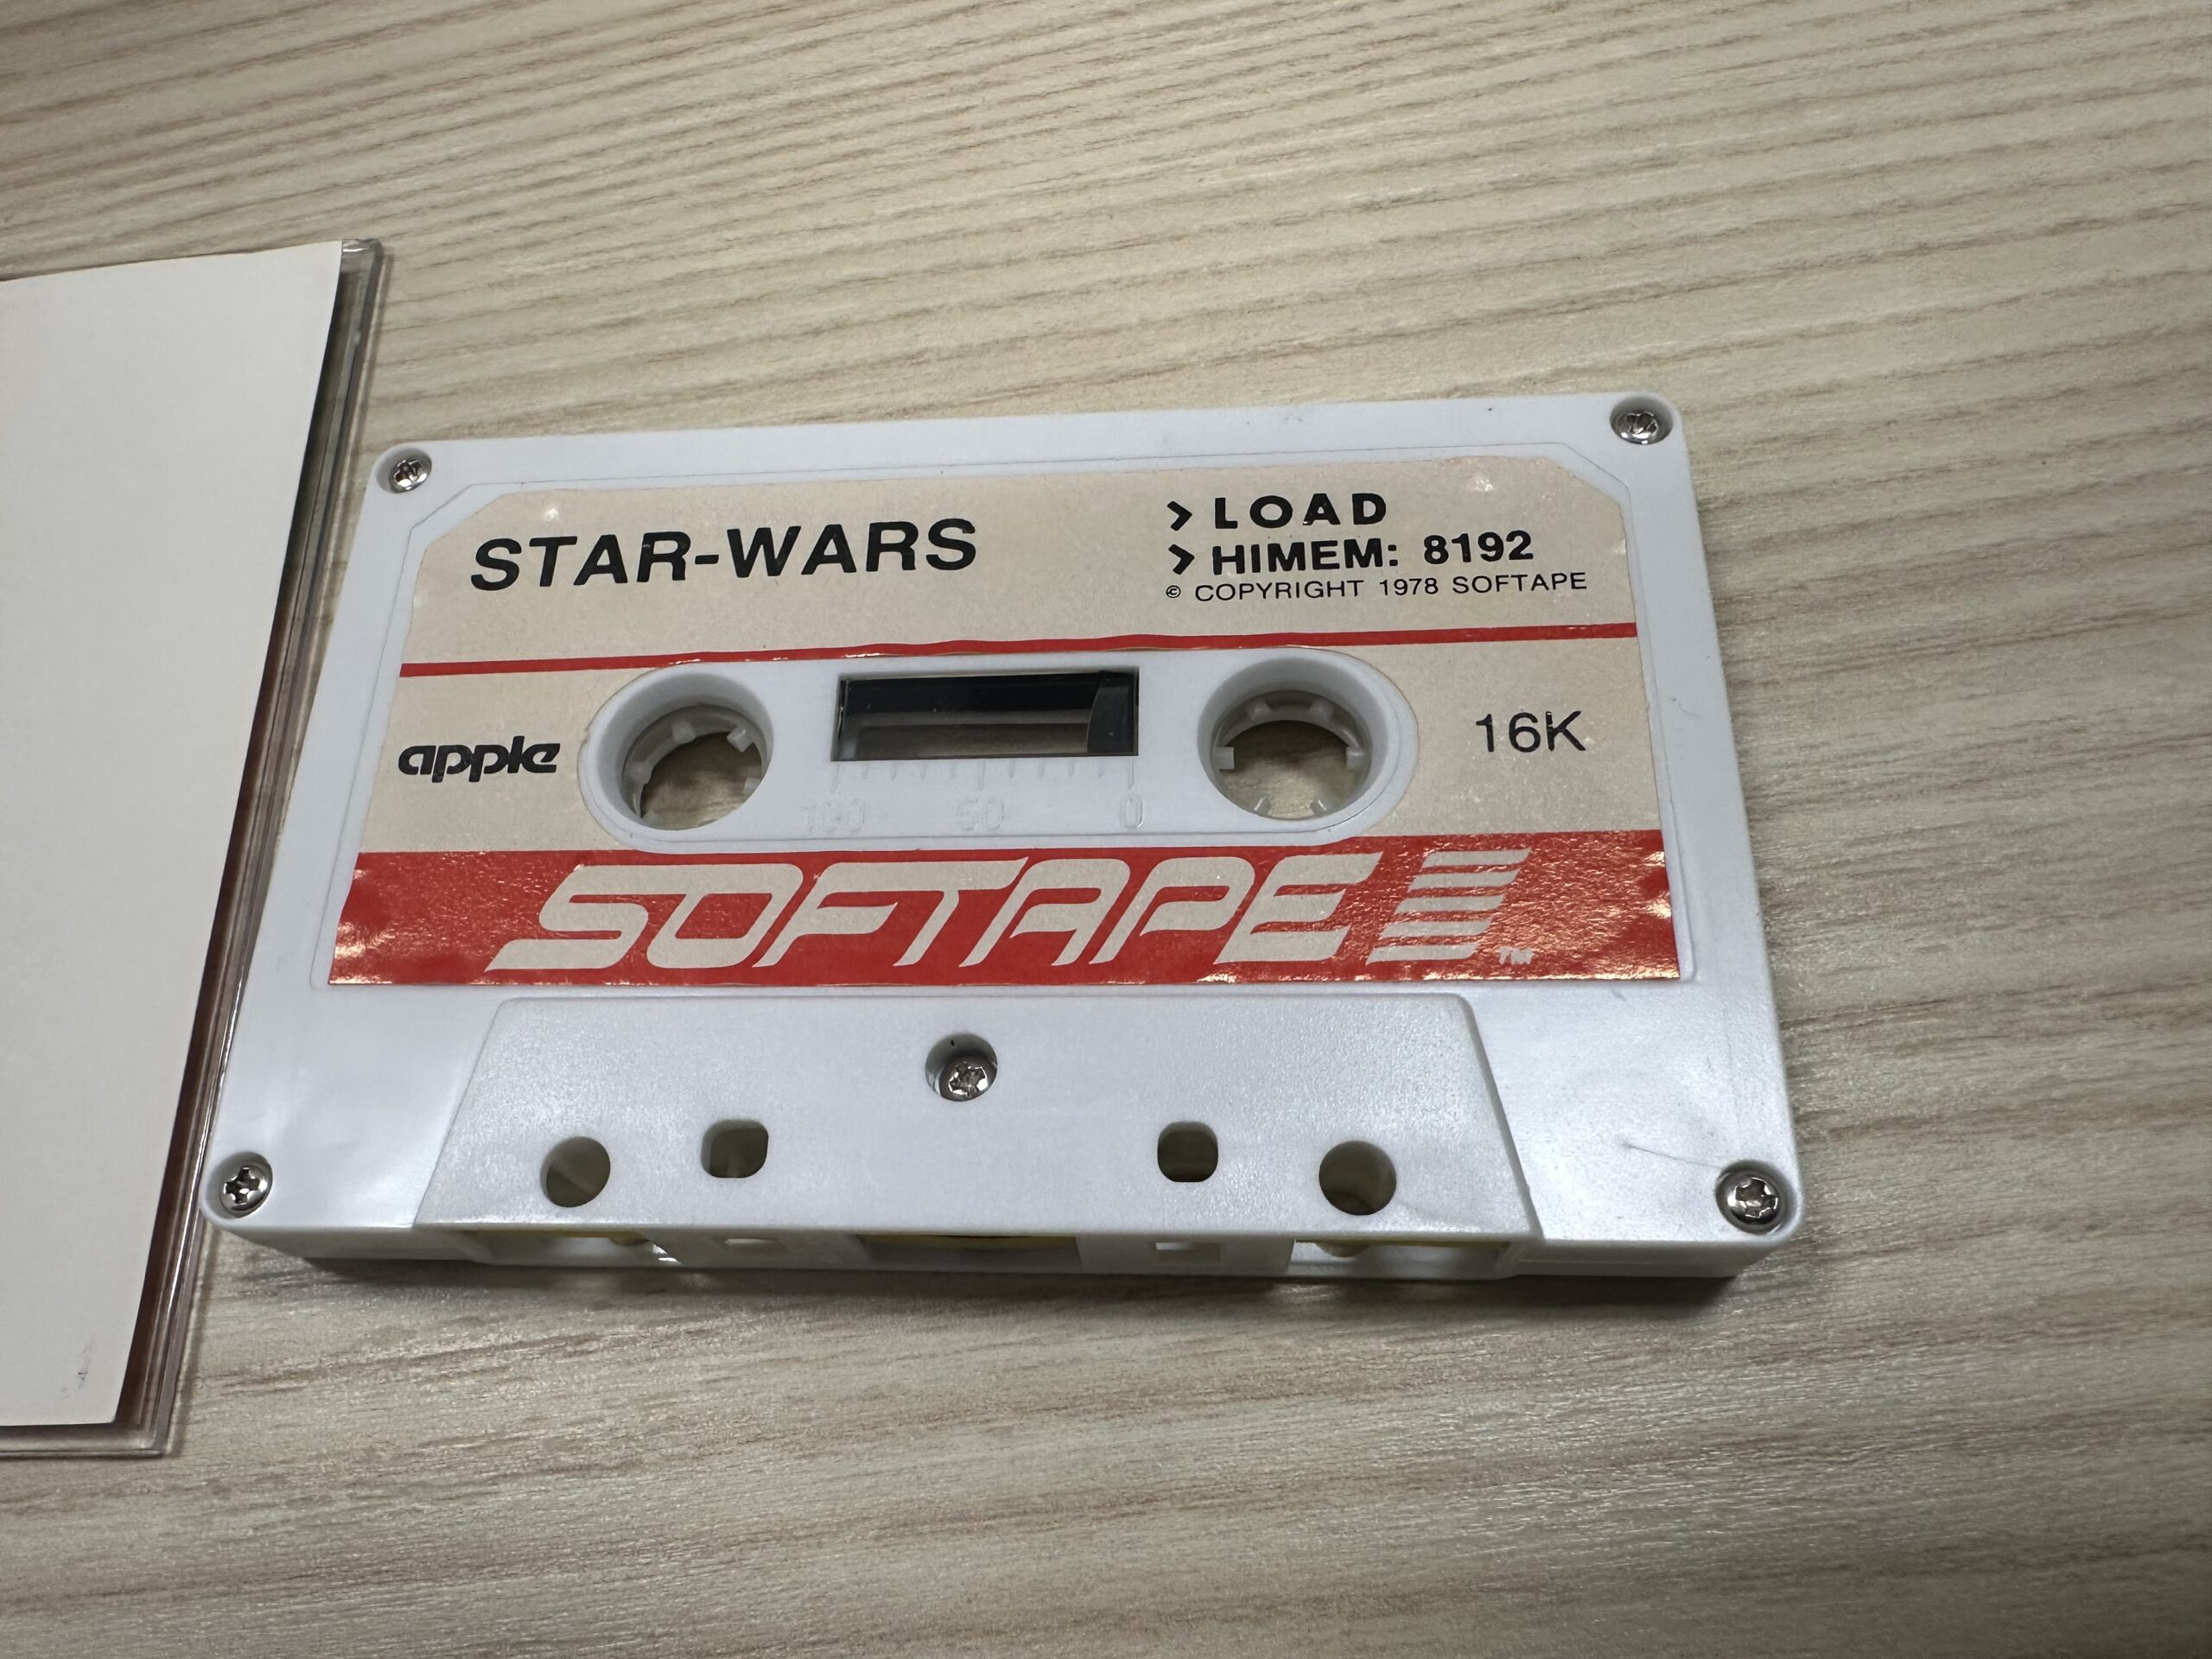 STAR-WARS
> LOAD
> HIMEM: 8192
© COPYRIGHT 1978 SOFTAPE
apple
16K
100 50 0
SOFTAPE
TM